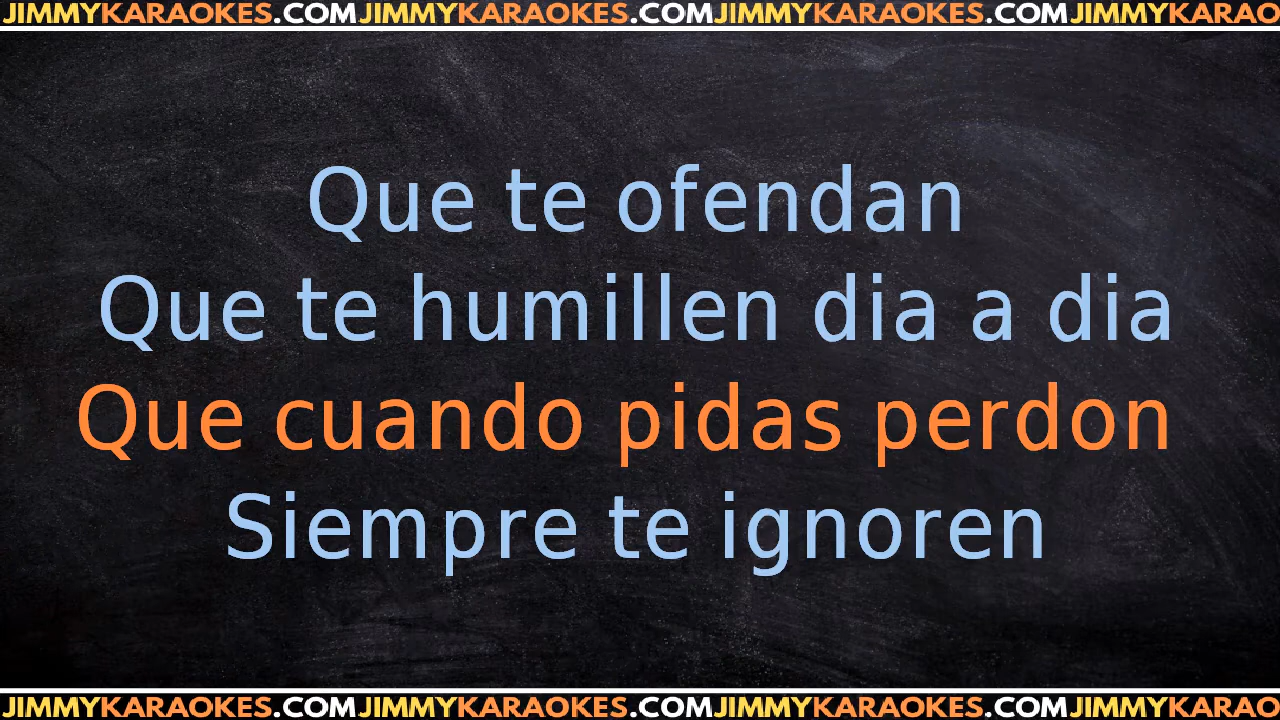 JIMMYKARAOKES.COMJIMMYKARAOKES.COMJIMMYKARAOKES.COMJIMMYKARAO
Que te ofendan
Que te humillen dia a dia
Que cuando pidas perdon
Siempre te ignoren
JIMMYKARAOKES.COMJIMMYKARAOKES.COMJIMMYKARAOKES.COMJIMMYKARAO